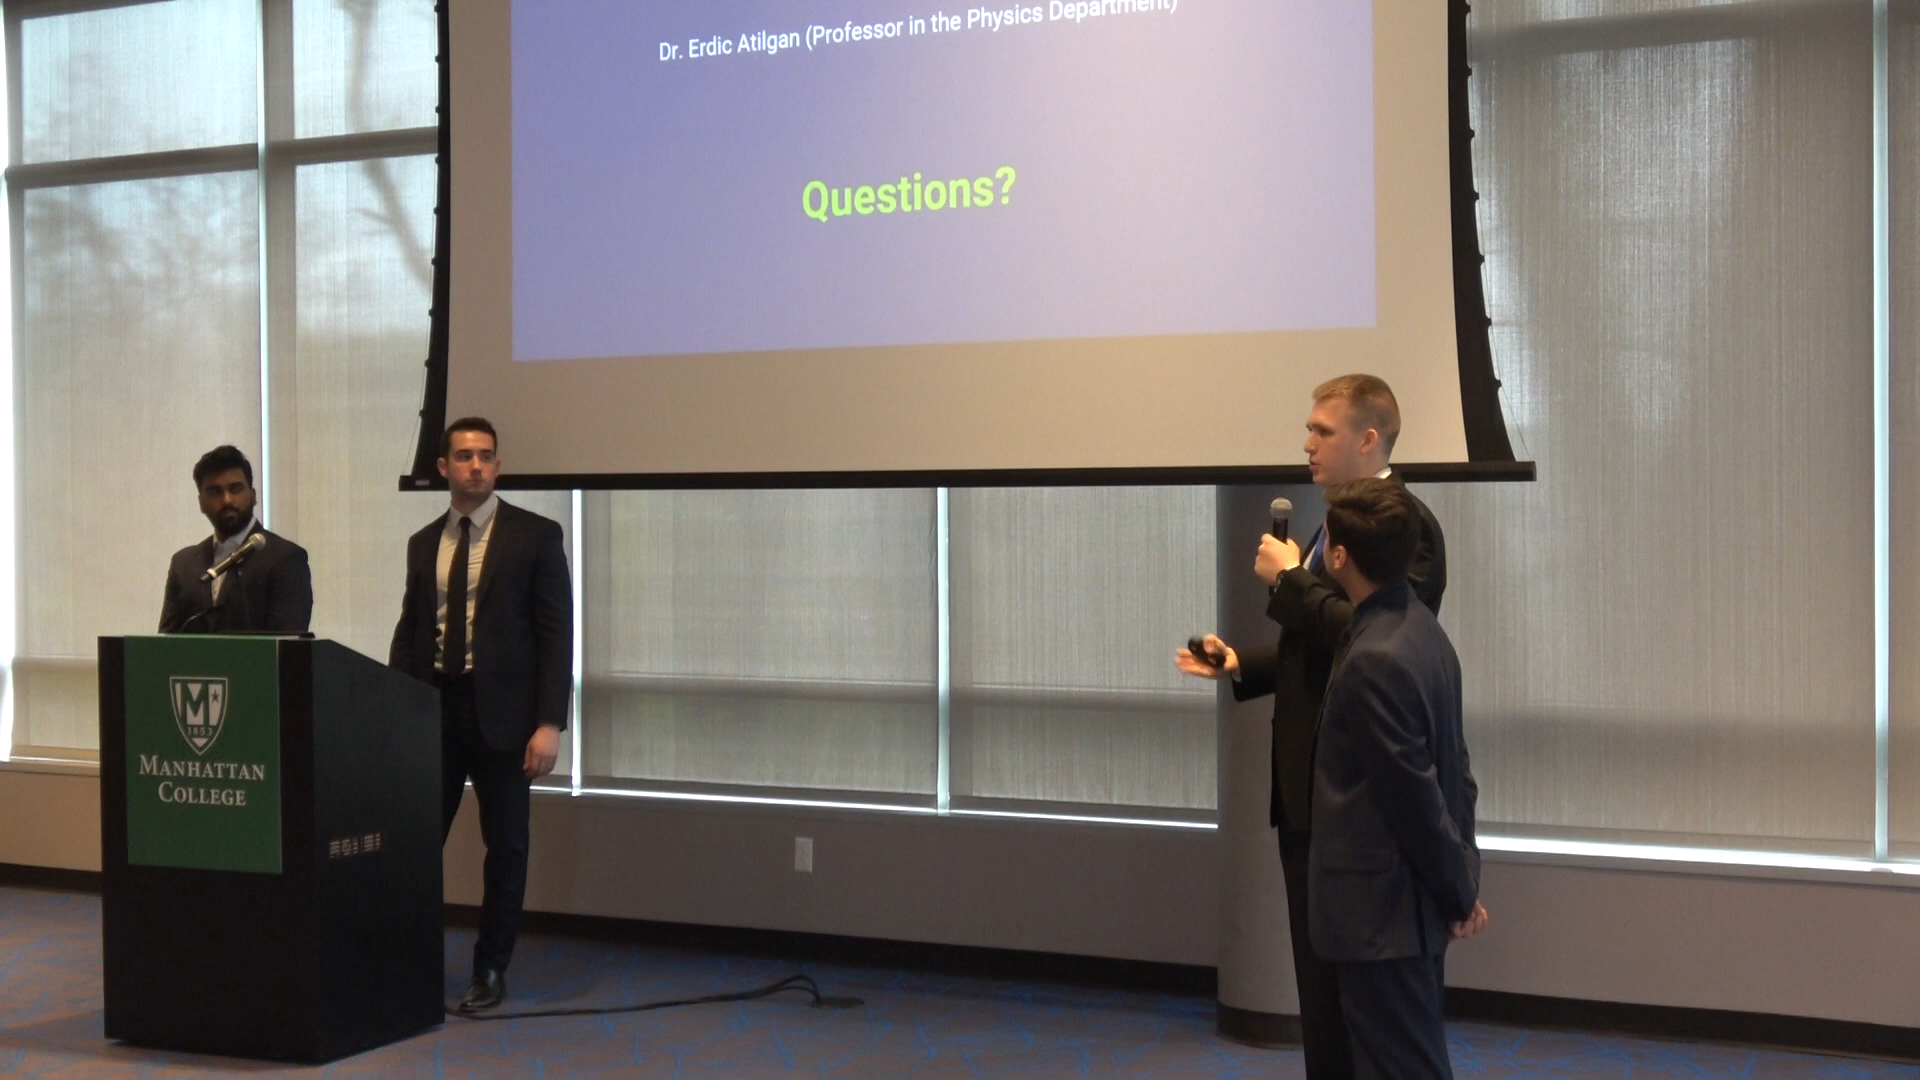 Dr. Erdic Atilgan (Professor in the Physics Department)
Questions?
M
1853
MANHATTAN
COLLEGE